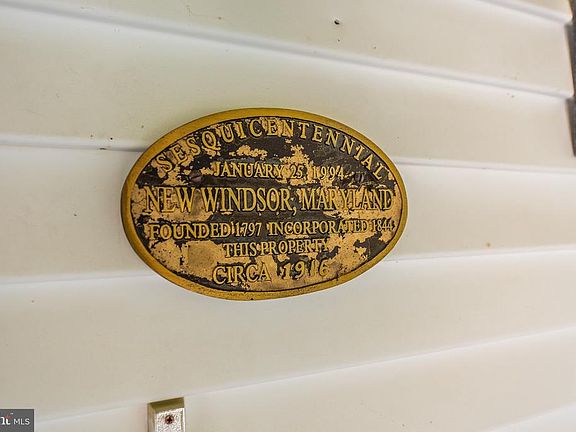 SESQUICENTENNIAL
JANUARY 25, 1994
NEW WINDSOR, MARYLAND
FOUNDED 1797 INCORPORATED 1844
THIS PROPERTY
CIRCA 1916
MLS